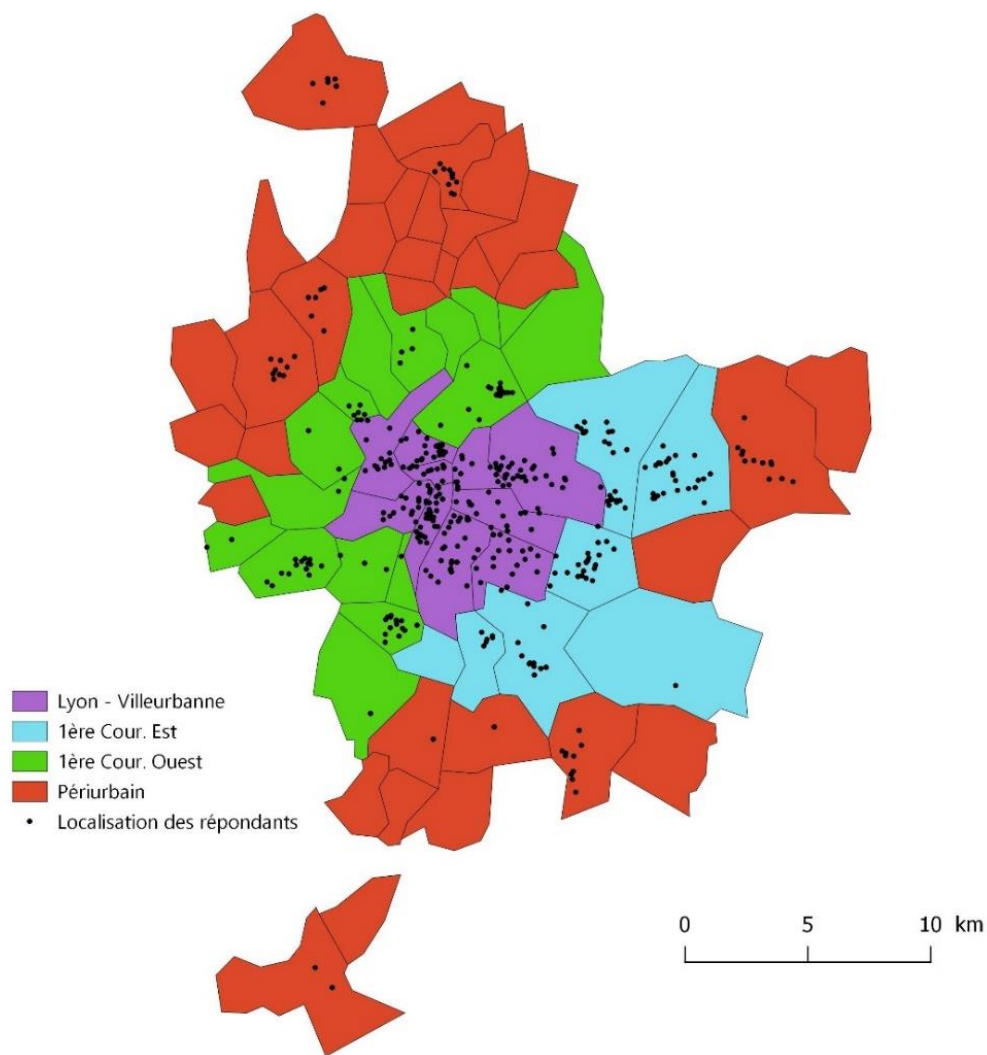 Lyon - Villeurbanne
1ère Cour. Est
1ère Cour. Ouest
Périurbain
Localisation des répondants
0 5 10 km